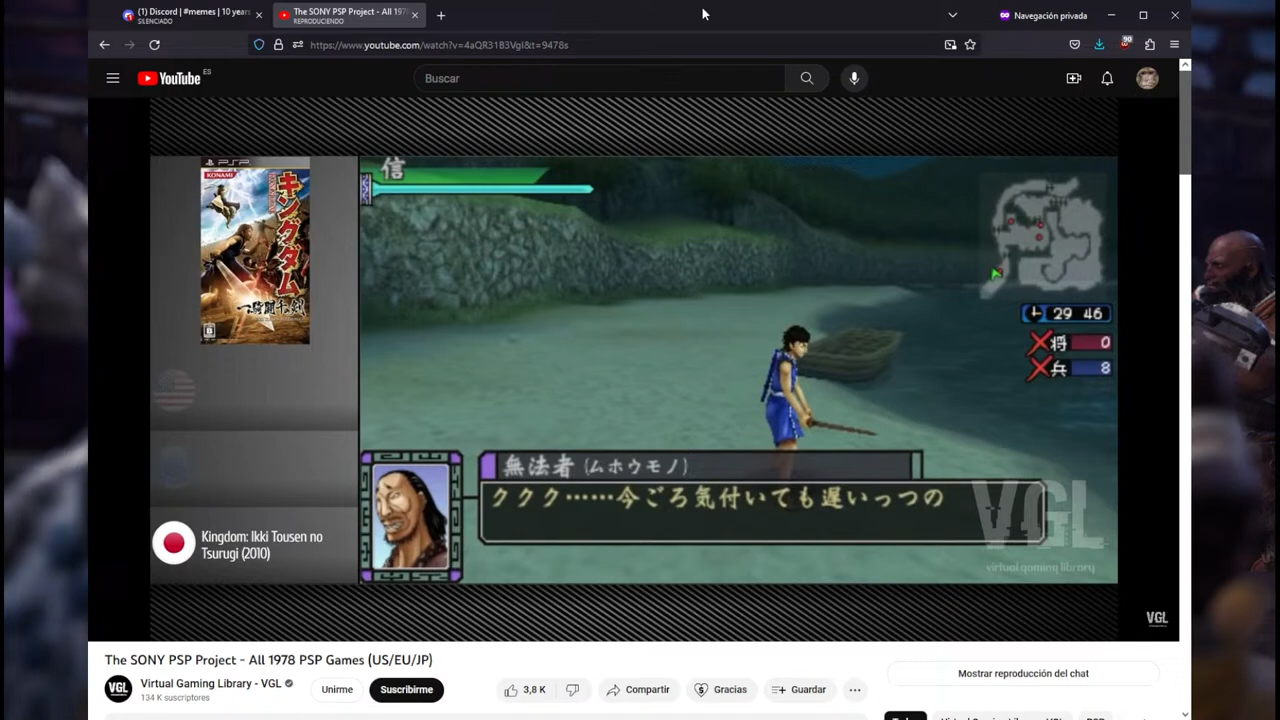 (1) Discord | #memes | 10 years
SILENCIADO
The SONY PSP Project - All 197
REPRODUCIENDO
Navegación privada
https://www.youtube.com/watch?v=4aQR31B3VgI&t=9478s
90
YouTube ES
Buscar
PSP
KONAMI
キングダム
一騎闘千の剣
信
29 46
将 0
兵 8
無法者 (ムホウモノ)
ククク……今ごろ気付いても遅いっつの
VGL
virtual gaming library
Kingdom: Ikki Tousen no
Tsurugi (2010)
VGL
The SONY PSP Project - All 1978 PSP Games (US/EU/JP)
Mostrar reproducción del chat
VGL
Virtual Gaming Library - VGL
134 K suscriptores
Unirme
Suscribirme
3,8 K
Compartir
Gracias
Guardar